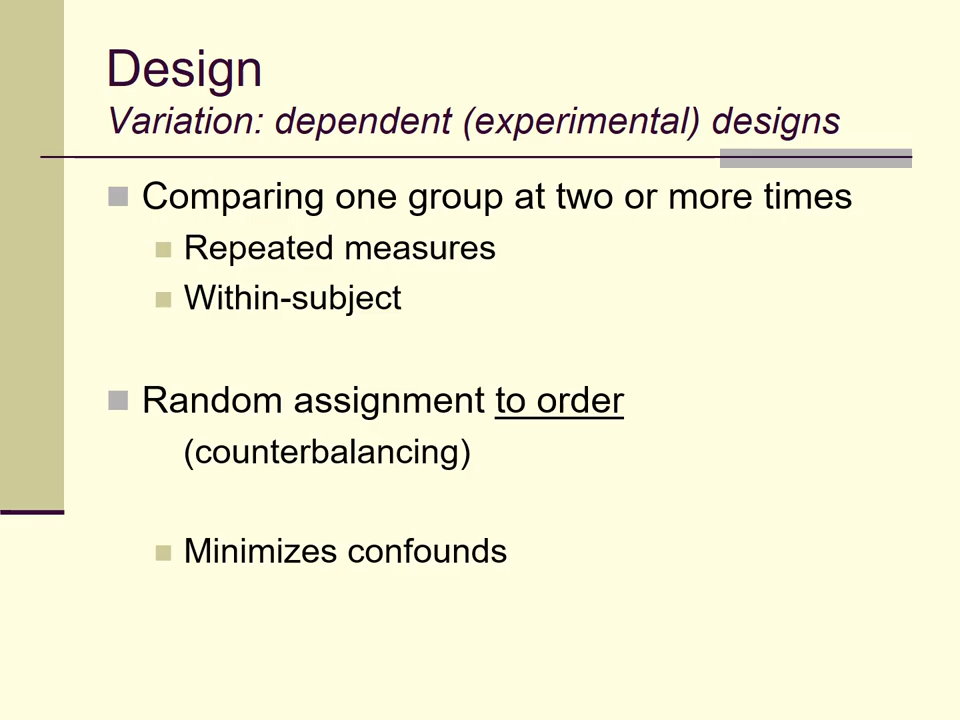 Design
Variation: dependent (experimental) designs
Comparing one group at two or more times
Repeated measures
Within-subject
Random assignment to order
(counterbalancing)
Minimizes confounds